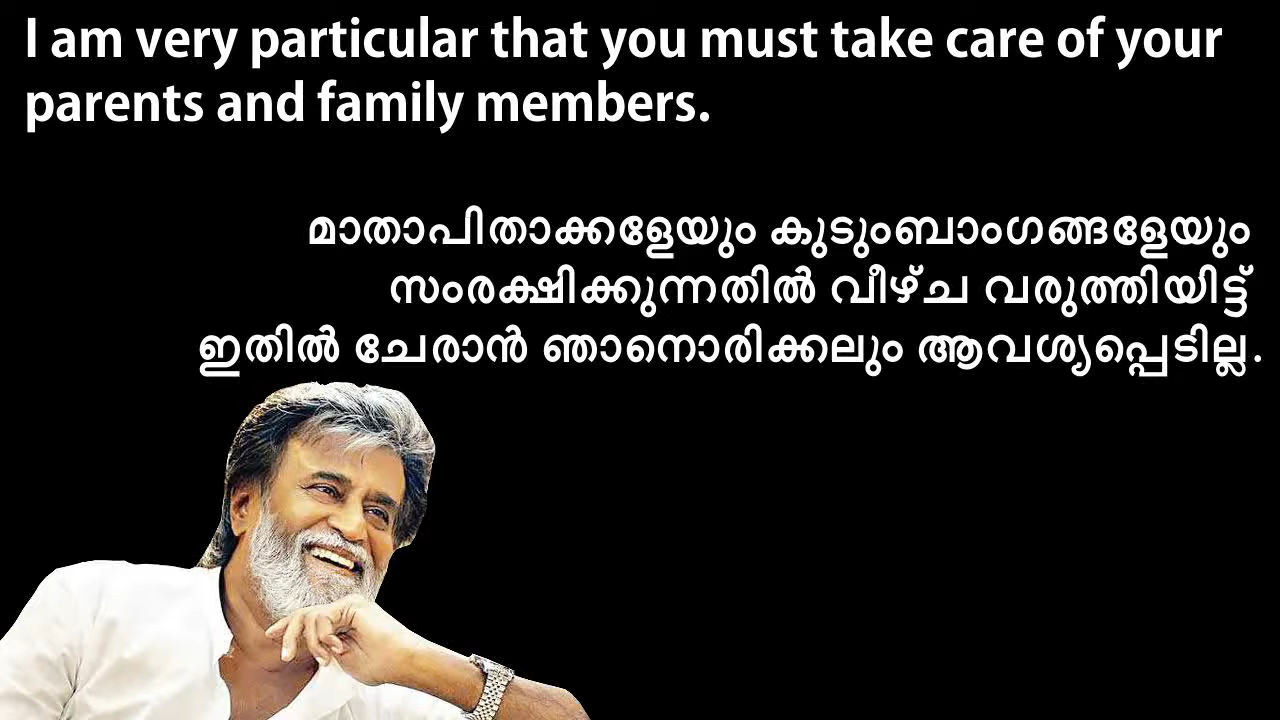 I am very particular that you must take care of your
parents and family members.
മാതാപിതാക്കളേയും കുടുംബാംഗങ്ങളേയും
സംരക്ഷിക്കുന്നതിൽ വീഴ്ച വരുത്തിയിട്ട്
ഇതിൽ ചേരാൻ ഞാനൊരിക്കലും ആവശ്യപ്പെടില്ല.